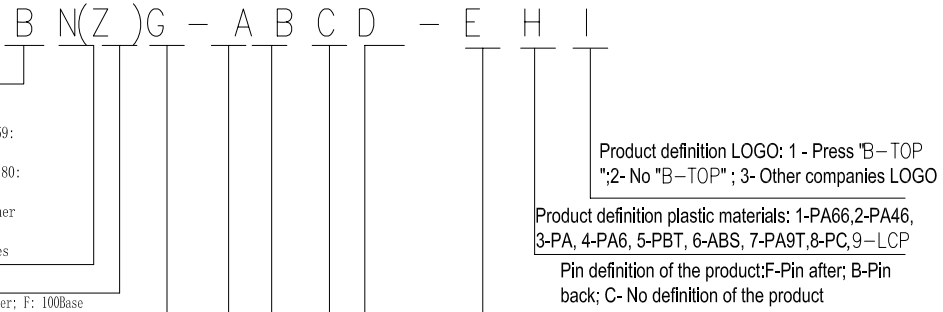 B N(Z )G - A B C D - E H I
59:
80:
Product definition LOGO: 1 - Press "B-TOP
";2- No "B-TOP" ; 3- Other companies LOGO
Product definition plastic materials: 1-PA66,2-PA46,
3-PA, 4-PA6, 5-PBT, 6-ABS, 7-PA9T,8-PC,9-LCP
Pin definition of the product:F-Pin after; B-Pin
back; C- No definition of the product
er; F: 100Base